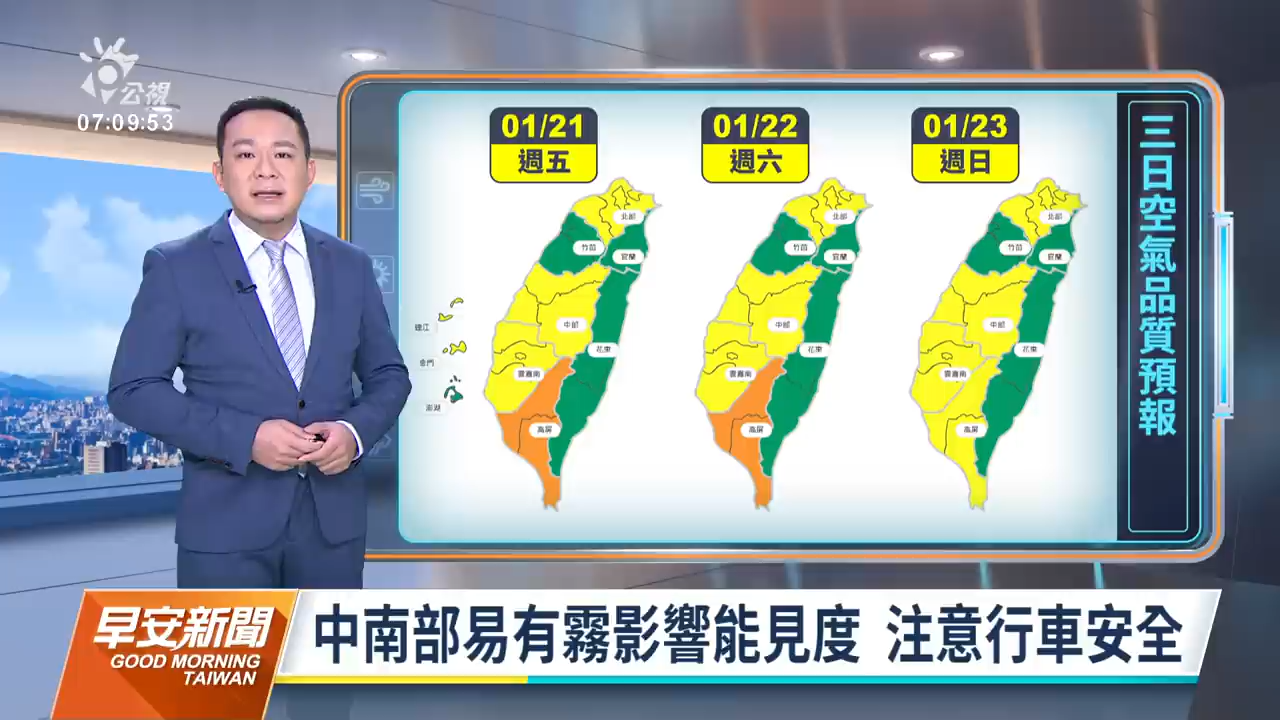 公視
07:09:53
01/21
週五
01/22
週六
01/23
週日
三日空氣品質預報
北部
竹苗
宜蘭
中部
花東
雲嘉南
高屏
連江
金門
澎湖
北部
竹苗
宜蘭
中部
花東
雲嘉南
高屏
北部
竹苗
宜蘭
中部
花東
雲嘉南
高屏
早安新聞
GOOD MORNING
TAIWAN
中南部易有霧影響能見度 注意行車安全